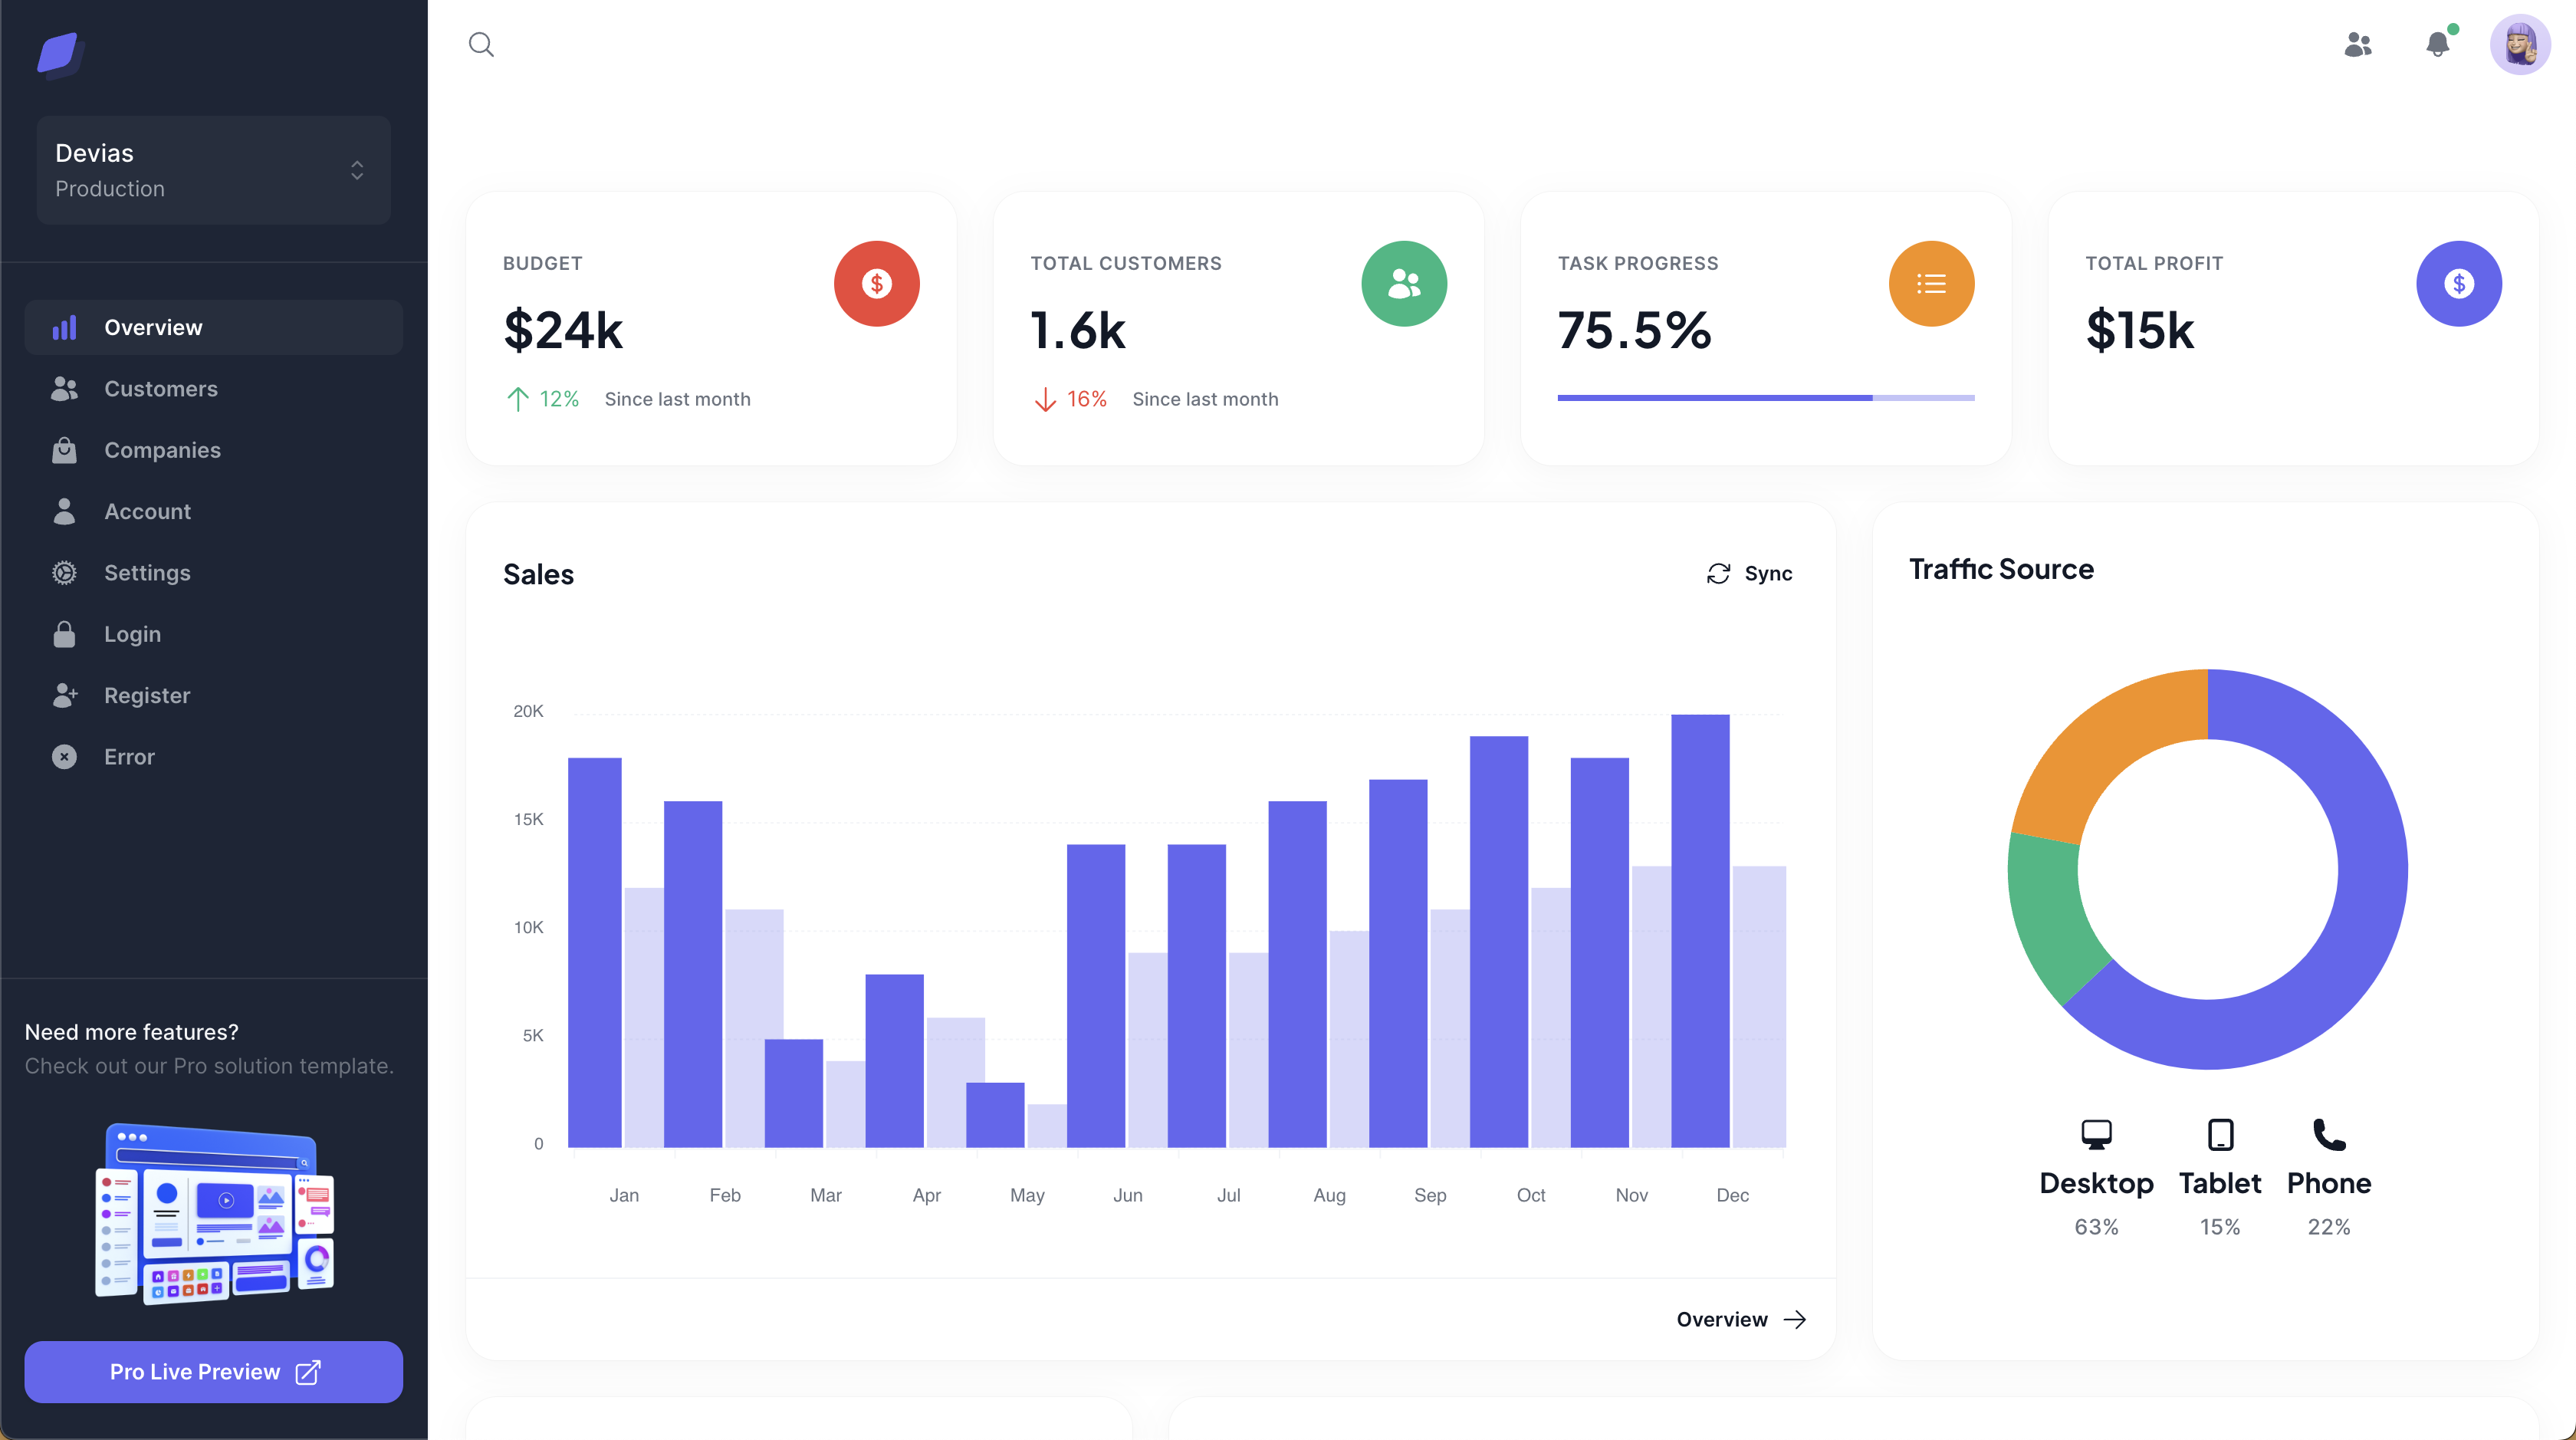 Devias
Production
Overview
Customers
Companies
Account
Settings
Login
Register
Error
Need more features?
Check out our Pro solution template.
Pro Live Preview
BUDGET
$24k
12% Since last month
TOTAL CUSTOMERS
1.6k
16% Since last month
TASK PROGRESS
75.5%
TOTAL PROFIT
$15k
Sales
Sync
20K
15K
10K
5K
0
Jan Feb Mar Apr May Jun Jul Aug Sep Oct Nov Dec
Overview
Traffic Source
Desktop Tablet Phone
63% 15% 22%